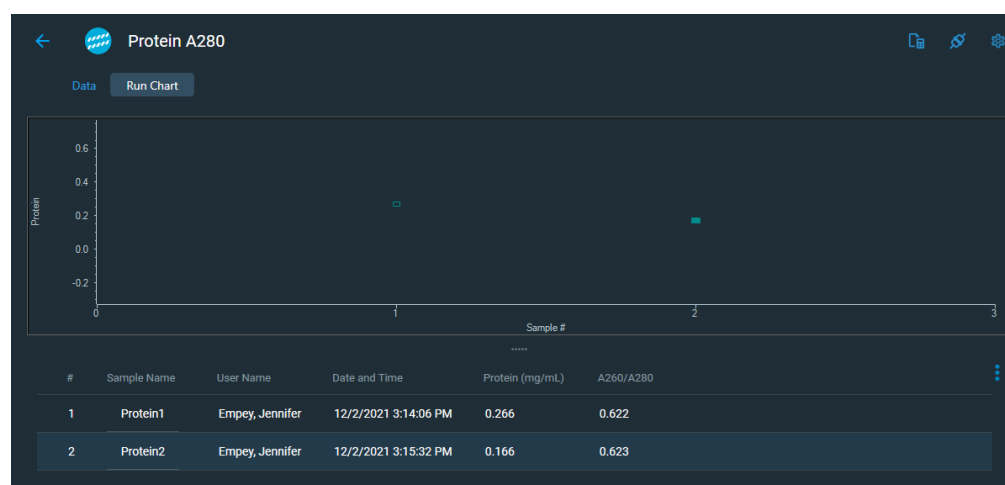 Protein A280
Data Run Chart
0.6
0.4
0.2
0.0
-0.2
Protein
0 1 2 3
Sample #
# Sample Name User Name Date and Time Protein (mg/mL) A260/A280
1 Protein1 Empey, Jennifer 12/2/2021 3:14:06 PM 0.266 0.622
2 Protein2 Empey, Jennifer 12/2/2021 3:15:32 PM 0.166 0.623